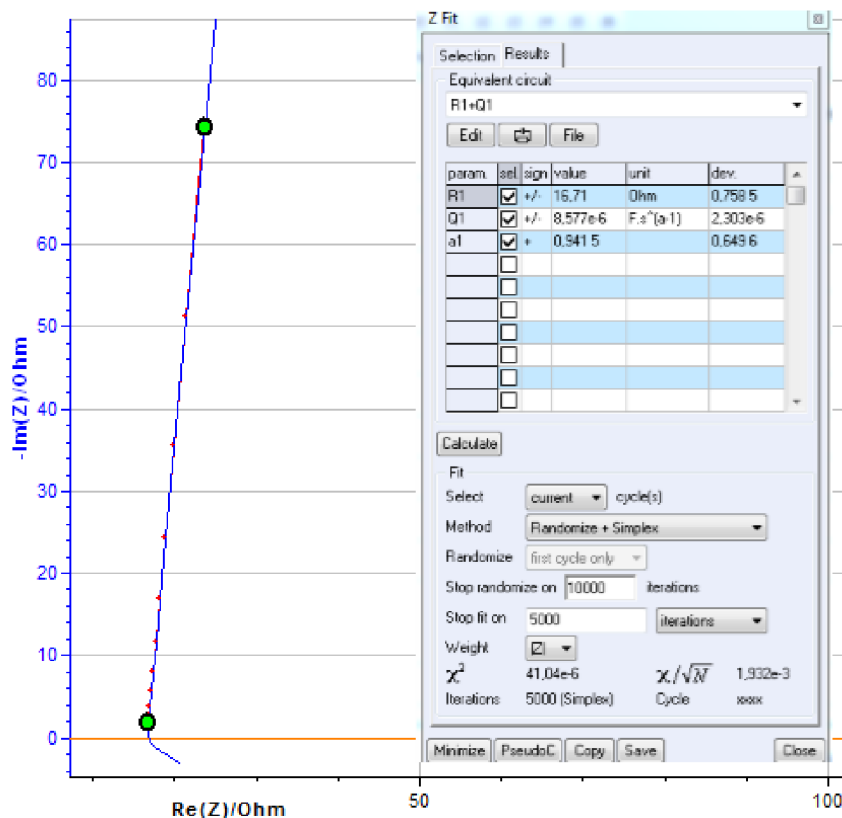 Z Fit
Selection Results
Equivalent circuit
R1+Q1
Edit File
param. sel sign value unit dev.
R1 +/- 16,71 Ohm 0,758 5
Q1 +/- 8,577e-6 F.s^(a-1) 2,303e-6
a1 + 0,941 5 0,649 6
Calculate
Fit
Select current cycle(s)
Method Randomize + Simplex
Randomize first cycle only
Stop randomize on 10000 iterations
Stop fit on 5000 iterations
Weight |Z|
χ² 41,04e-6 χ/√N 1,932e-3
Iterations 5000 (Simplex) Cycle xxxx
Minimize PseudoC Copy Save Close
-Im(Z)/Ohm
80
70
60
50
40
30
20
10
0
50 100
Re(Z)/Ohm